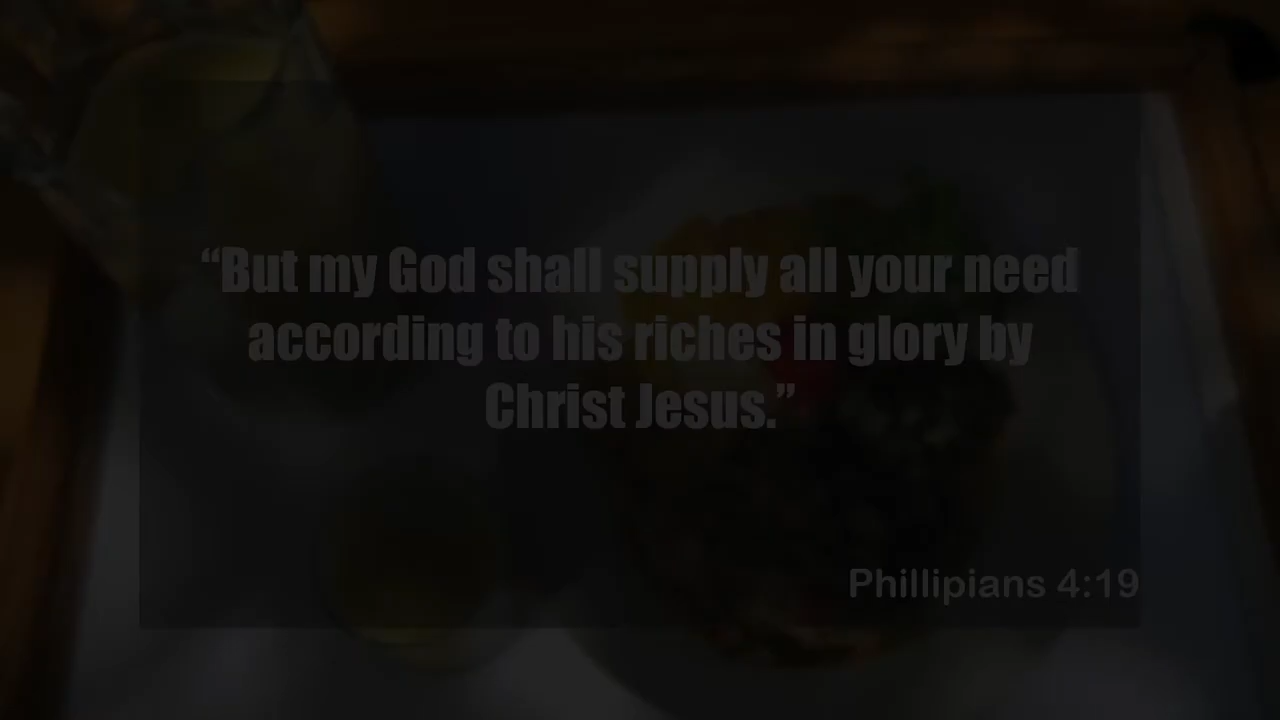 “But my God shall supply all your need
according to his riches in glory by
Christ Jesus.”
Phillipians 4:19